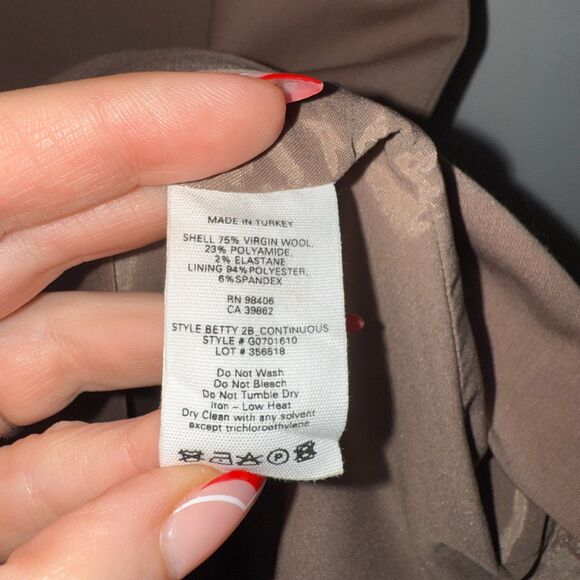 MADE IN TURKEY
SHELL 75% VIRGIN WOOL,
23% POLYAMIDE,
2% ELASTANE
LINING 94% POLYESTER,
6% SPANDEX
RN 98406
CA 39862
STYLE BETTY 2B_CONTINUOUS
STYLE # G0701610
LOT # 356518
Do Not Wash
Do Not Bleach
Do Not Tumble Dry
Iron - Low Heat
Dry Clean with any solvent
except trichloroethylene
P